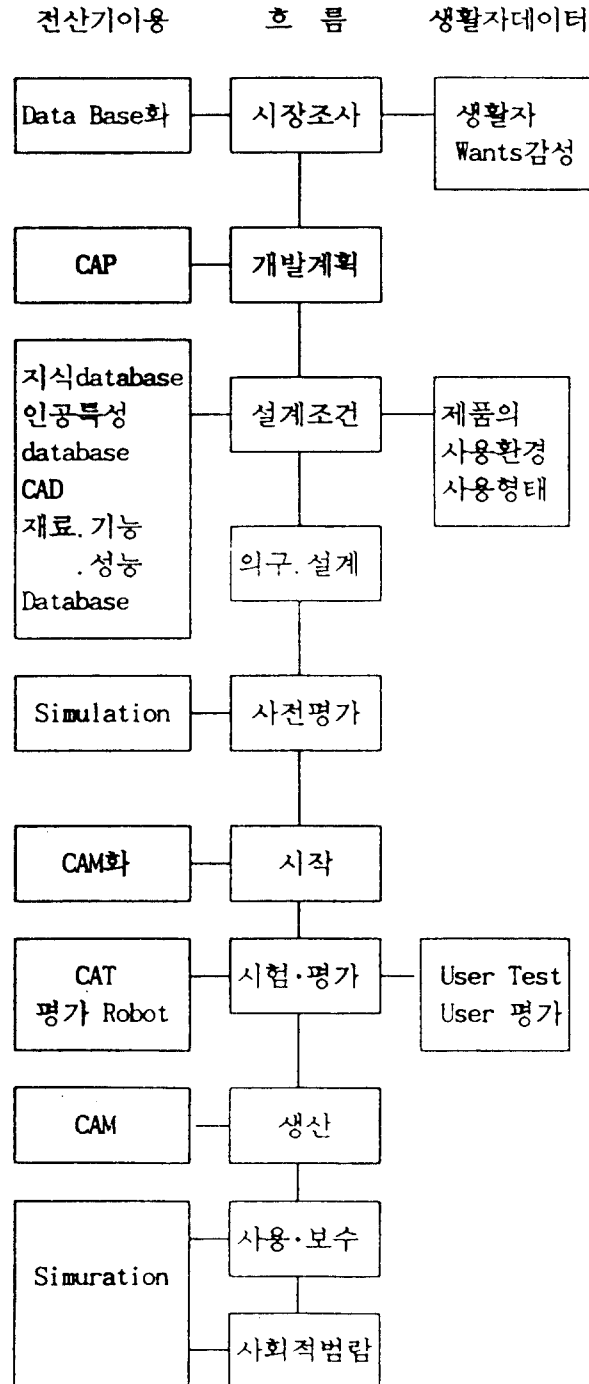 전산기이용 흐 름 생활자데이터
Data Base화 시장조사 생활자
Wants감성
CAP 개발계획
지식database
인공특성 설계조건 제품의
database 사용환경
CAD 사용형태
재료.기능
.성능 의구.설계
Database
Simulation 사전평가
CAM화 시작
CAT 시험·평가 User Test
평가 Robot User 평가
CAM 생산
사용·보수
Simuration
사회적범람